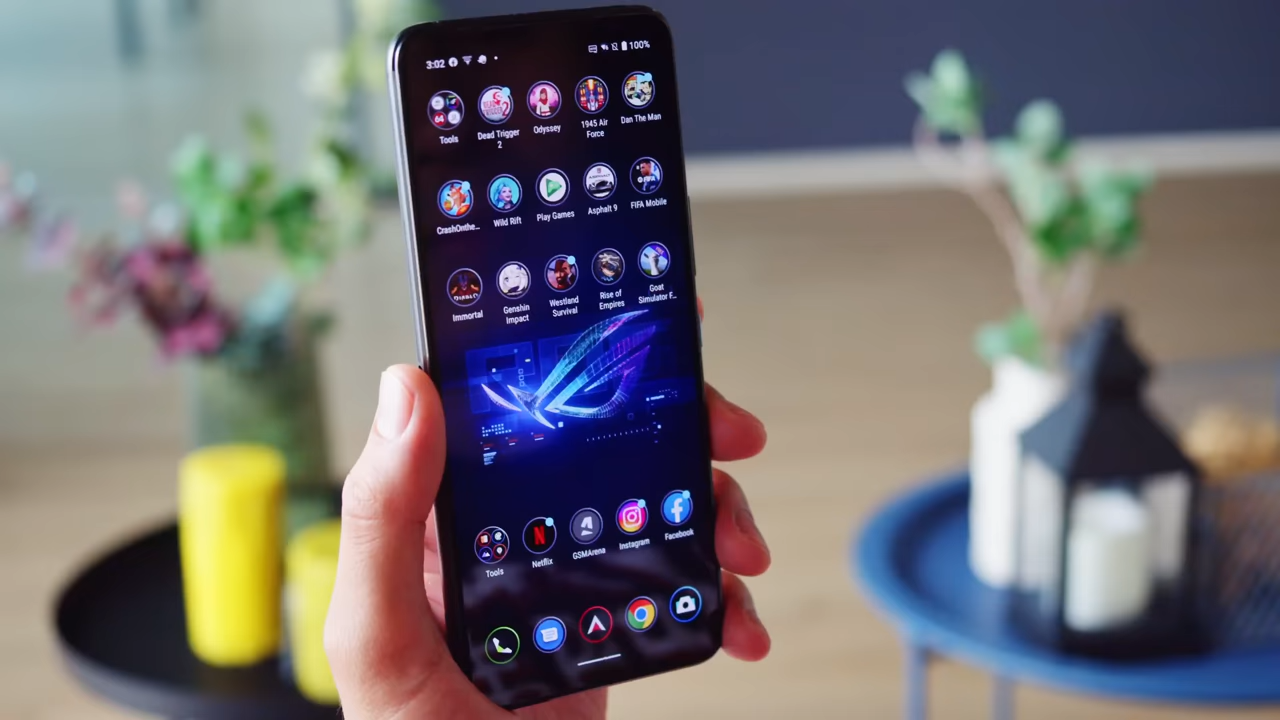 3:02
100%
64
Tools
Dead Trigger
2
Odyssey
1945 Air
Force
Dan The Man
CrashOnthe...
Wild Rift
Play Games
Asphalt 9
FIFA Mobile
Immortal
Genshin
Impact
Westland
Survival
Rise of
Empires
Goat
Simulator F...
Tools
Netflix
GSMArena
Instagram
Facebook